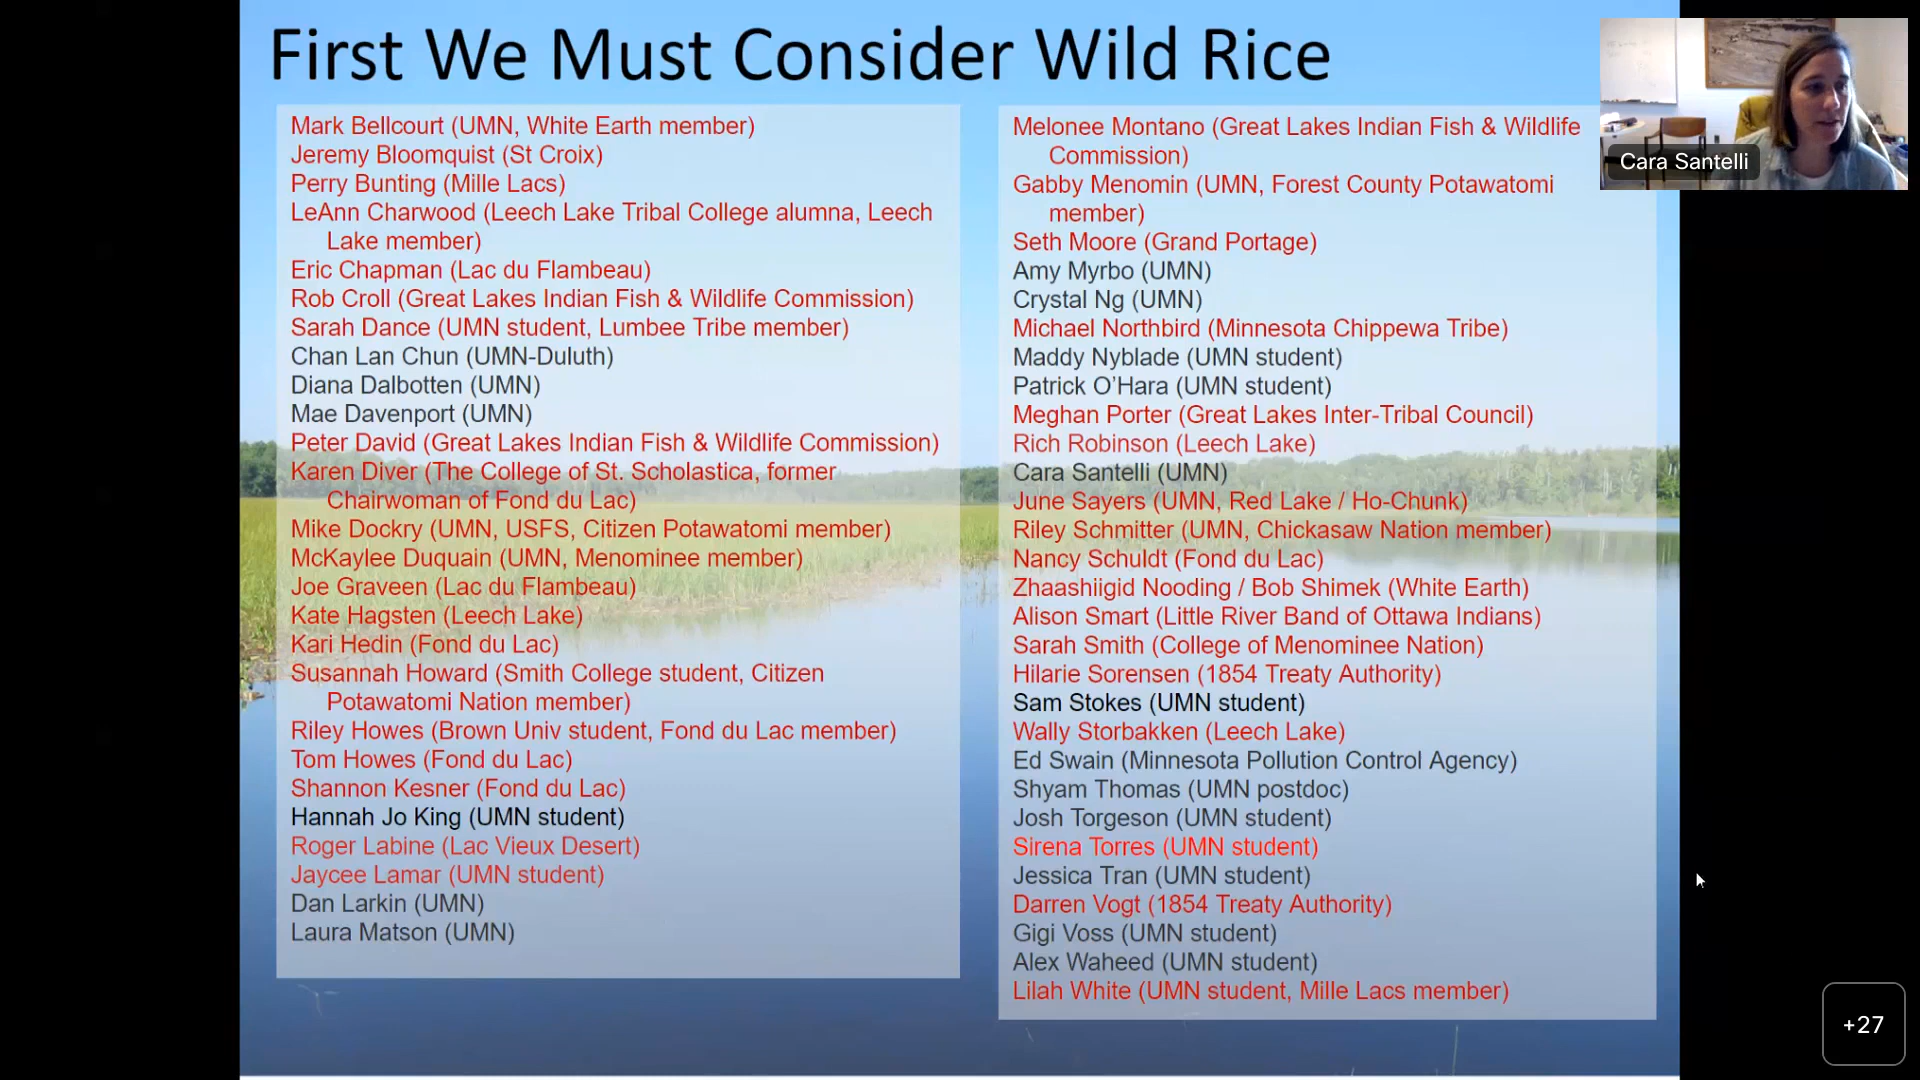 First We Must Consider Wild Rice
Mark Bellcourt (UMN, White Earth member)
Jeremy Bloomquist (St Croix)
Perry Bunting (Mille Lacs)
LeAnn Charwood (Leech Lake Tribal College alumna, Leech
Lake member)
Eric Chapman (Lac du Flambeau)
Rob Croll (Great Lakes Indian Fish & Wildlife Commission)
Sarah Dance (UMN student, Lumbee Tribe member)
Chan Lan Chun (UMN-Duluth)
Diana Dalbotten (UMN)
Mae Davenport (UMN)
Peter David (Great Lakes Indian Fish & Wildlife Commission)
Karen Diver (The College of St. Scholastica, former
Chairwoman of Fond du Lac)
Mike Dockry (UMN, USFS, Citizen Potawatomi member)
McKaylee Duquain (UMN, Menominee member)
Joe Graveen (Lac du Flambeau)
Kate Hagsten (Leech Lake)
Kari Hedin (Fond du Lac)
Susannah Howard (Smith College student, Citizen
Potawatomi Nation member)
Riley Howes (Brown Univ student, Fond du Lac member)
Tom Howes (Fond du Lac)
Shannon Kesner (Fond du Lac)
Hannah Jo King (UMN student)
Roger Labine (Lac Vieux Desert)
Jaycee Lamar (UMN student)
Dan Larkin (UMN)
Laura Matson (UMN)
Melonee Montano (Great Lakes Indian Fish & Wildlife
Commission)
Gabby Menomin (UMN, Forest County Potawatomi
member)
Seth Moore (Grand Portage)
Amy Myrbo (UMN)
Crystal Ng (UMN)
Michael Northbird (Minnesota Chippewa Tribe)
Maddy Nyblade (UMN student)
Patrick O'Hara (UMN student)
Meghan Porter (Great Lakes Inter-Tribal Council)
Rich Robinson (Leech Lake)
Cara Santelli (UMN)
June Sayers (UMN, Red Lake / Ho-Chunk)
Riley Schmitter (UMN, Chickasaw Nation member)
Nancy Schuldt (Fond du Lac)
Zhaashiigid Nooding / Bob Shimek (White Earth)
Alison Smart (Little River Band of Ottawa Indians)
Sarah Smith (College of Menominee Nation)
Hilarie Sorensen (1854 Treaty Authority)
Sam Stokes (UMN student)
Wally Storbakken (Leech Lake)
Ed Swain (Minnesota Pollution Control Agency)
Shyam Thomas (UMN postdoc)
Josh Torgeson (UMN student)
Sirena Torres (UMN student)
Jessica Tran (UMN student)
Darren Vogt (1854 Treaty Authority)
Gigi Voss (UMN student)
Alex Waheed (UMN student)
Lilah White (UMN student, Mille Lacs member)
Cara Santelli
+27